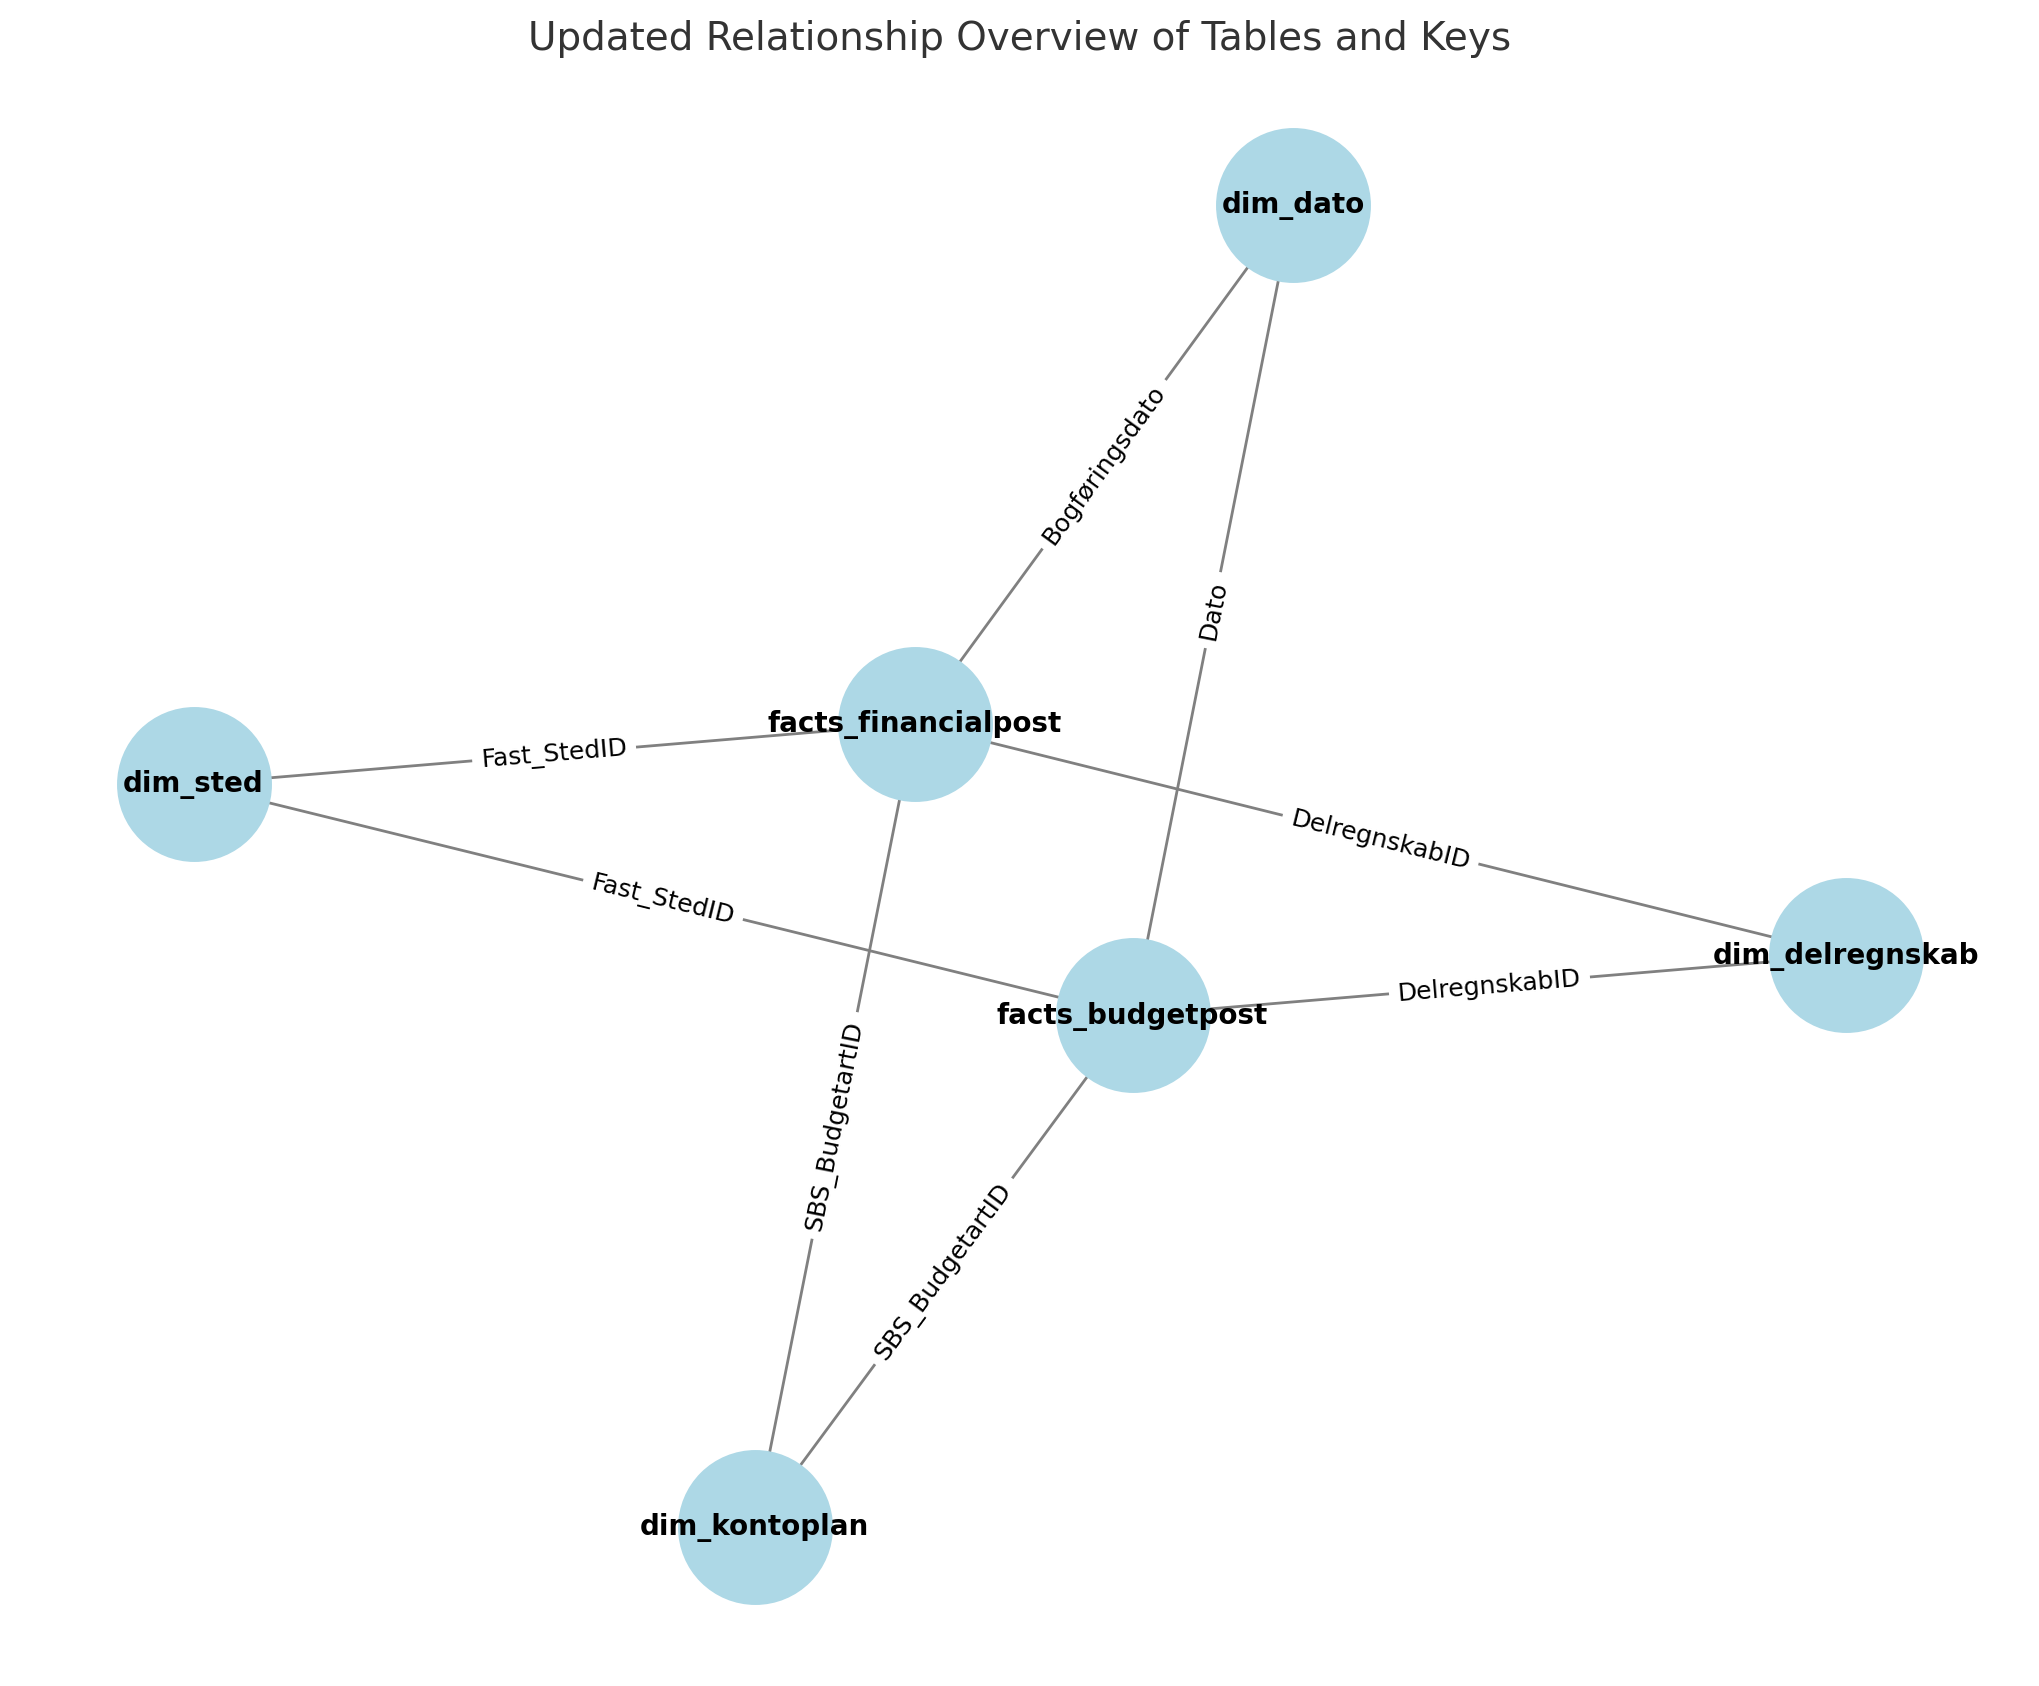 Updated Relationship Overview of Tables and Keys
dim_dato
Bogføringsdato
Dato
facts_financialpost
Fast_StedID
dim_sted
DelregnskabID
Fast_StedID
dim_delregnskab
DelregnskabID
facts_budgetpost
SBS_BudgetartID
SBS_BudgetartID
dim_kontoplan